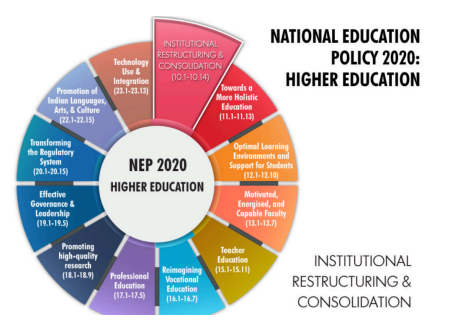 NATIONAL EDUCATION
POLICY 2020:
HIGHER EDUCATION
INSTITUTIONAL
RESTRUCTURING &
CONSOLIDATION
(10.1-10.14)
Towards a
More Holistic
Education
(11.1-11.13)
Optimal Learning
Environments and
Support for Students
(12.1-12.10)
Motivated,
Energised, and
Capable Faculty
(13.1-13.7)
Teacher
Education
(15.1-15.11)
Reimagining
Vocational
Education
(16.1-16.7)
Professional
Education
(17.1-17.5)
Promoting
high-quality
research
(18.1-18.9)
Effective
Governance &
Leadership
(19.1-19.5)
Transforming
the Regulatory
System
(20.1-20.15)
Promotion of
Indian Languages,
Arts, & Culture
(22.1-22.15)
Technology
Use &
Integration
(23.1-23.13)
NEP 2020
HIGHER EDUCATION
INSTITUTIONAL
RESTRUCTURING &
CONSOLIDATION